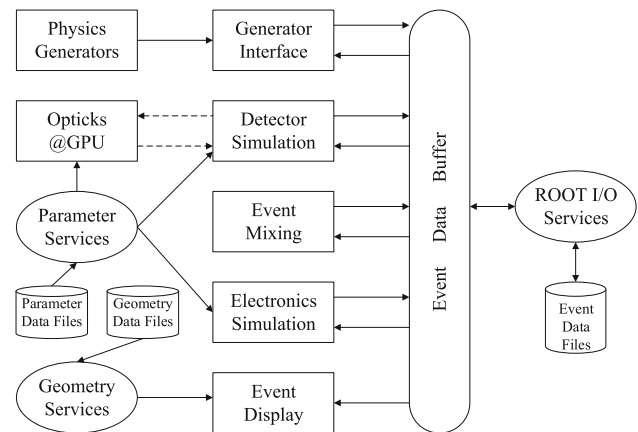 Physics
Generators
Generator
Interface
Opticks
@GPU
Detector
Simulation
Parameter
Services
Event
Mixing
Parameter
Data Files
Geometry
Data Files
Electronics
Simulation
Geometry
Services
Event
Display
Event Data Buffer
ROOT I/O
Services
Event
Data
Files